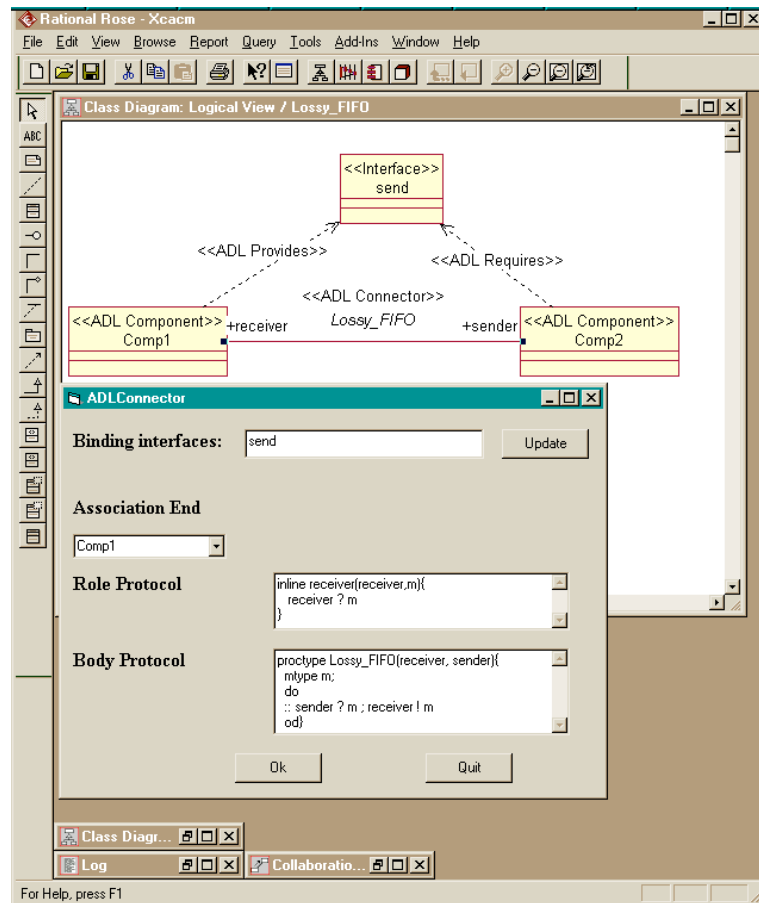 Rational Rose - Xcacm
File Edit View Browse Report Query Tools Add-Ins Window Help
Class Diagram: Logical View / Lossy_FIFO
ABC
<<Interface>>
send
<<ADL Provides>>
<<ADL Requires>>
<<ADL Connector>>
<<ADL Component>>
Comp1
+receiver
Lossy_FIFO
+sender
<<ADL Component>>
Comp2
ADLConnector
Binding interfaces: send Update
Association End
Comp1
Role Protocol
inline receiver(receiver,m){
receiver ? m
}
Body Protocol
proctype Lossy_FIFO(receiver, sender){
mtype m;
do
:: sender ? m ; receiver ! m
od}
Ok Quit
Class Diagr...
Log Collaboratio...
For Help, press F1